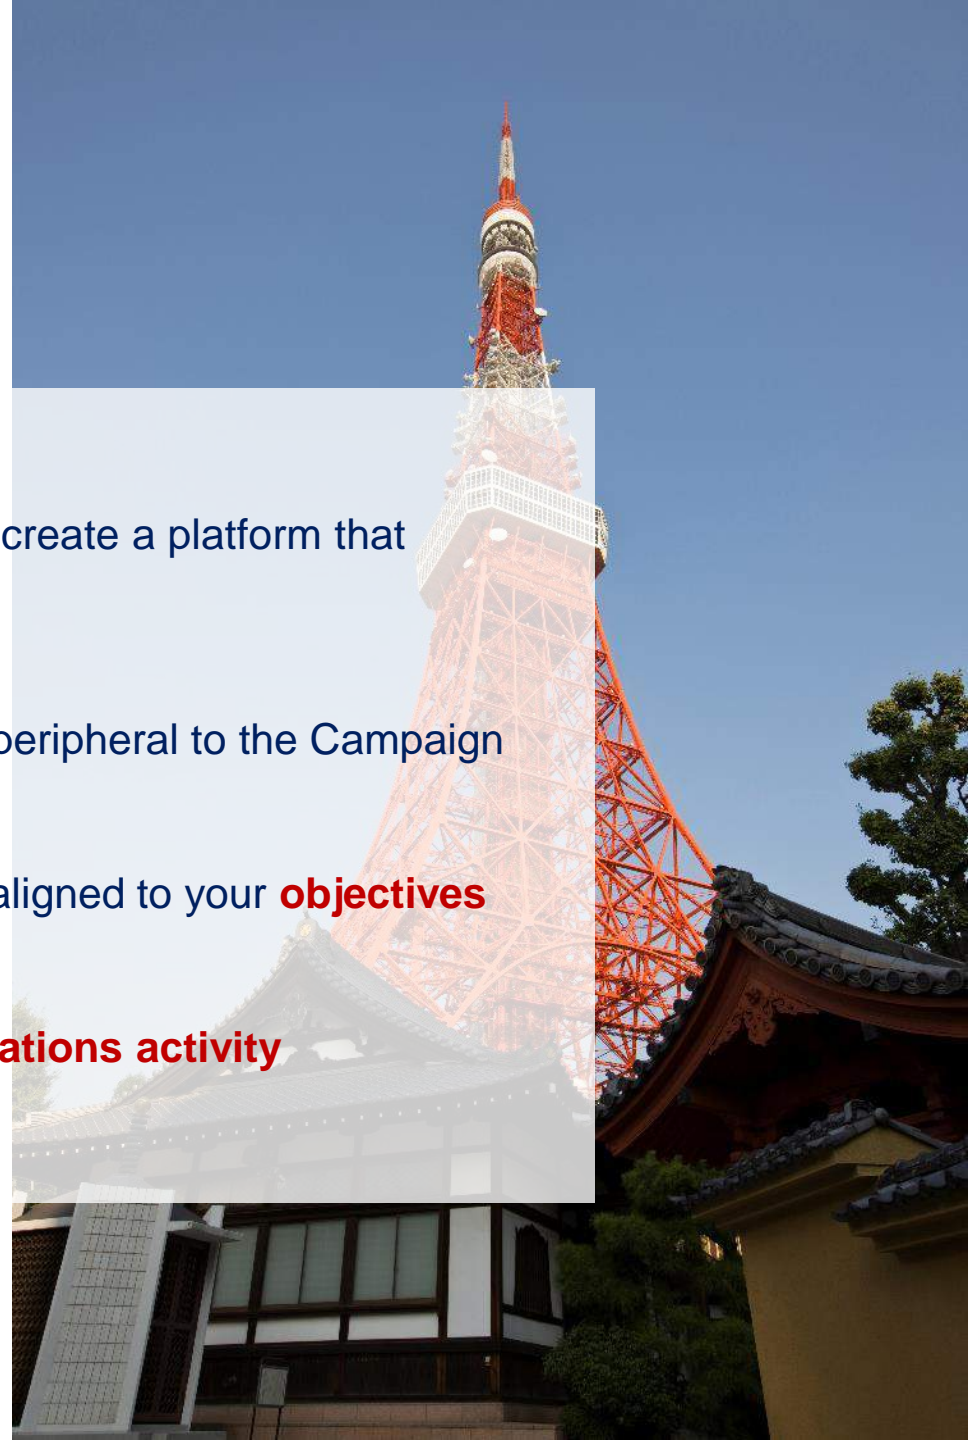 create a platform that
peripheral to the Campaign
aligned to your objectives
ations activity